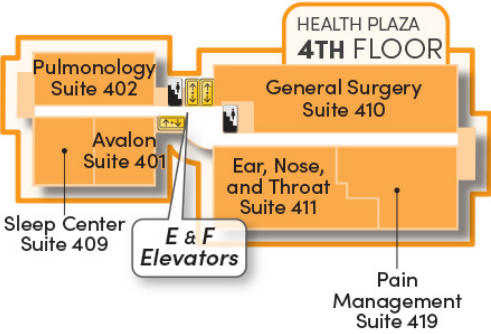 HEALTH PLAZA
4TH FLOOR
Pulmonology
Suite 402
General Surgery
Suite 410
Avalon
Suite 401
Ear, Nose,
and Throat
Suite 411
Sleep Center
Suite 409
E & F
Elevators
Pain
Management
Suite 419